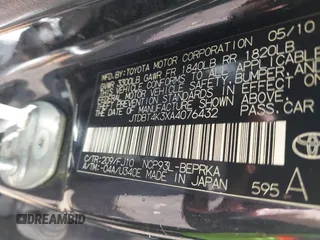 MFD. BY: TOYOTA MOTOR CORPORATION 05/10
GVWR 3300LB GAWR FR 1840LB RR 1820LB
THIS VEHICLE CONFORMS TO ALL APPLICABLE
FEDERAL MOTOR VEHICLE SAFETY, BUMPER AND
THEFT PREVENTION STANDARDS IN EFFECT ON
THE DATE OF MANUFACTURE SHOWN ABOVE.
JTDBT4K3XA4076432 PASS-CAR
C/TR: 209/FJ10 NCP93L-BEPRKA
A/TM: -04A/U340E MADE IN JAPAN
595 A
DREAMBID